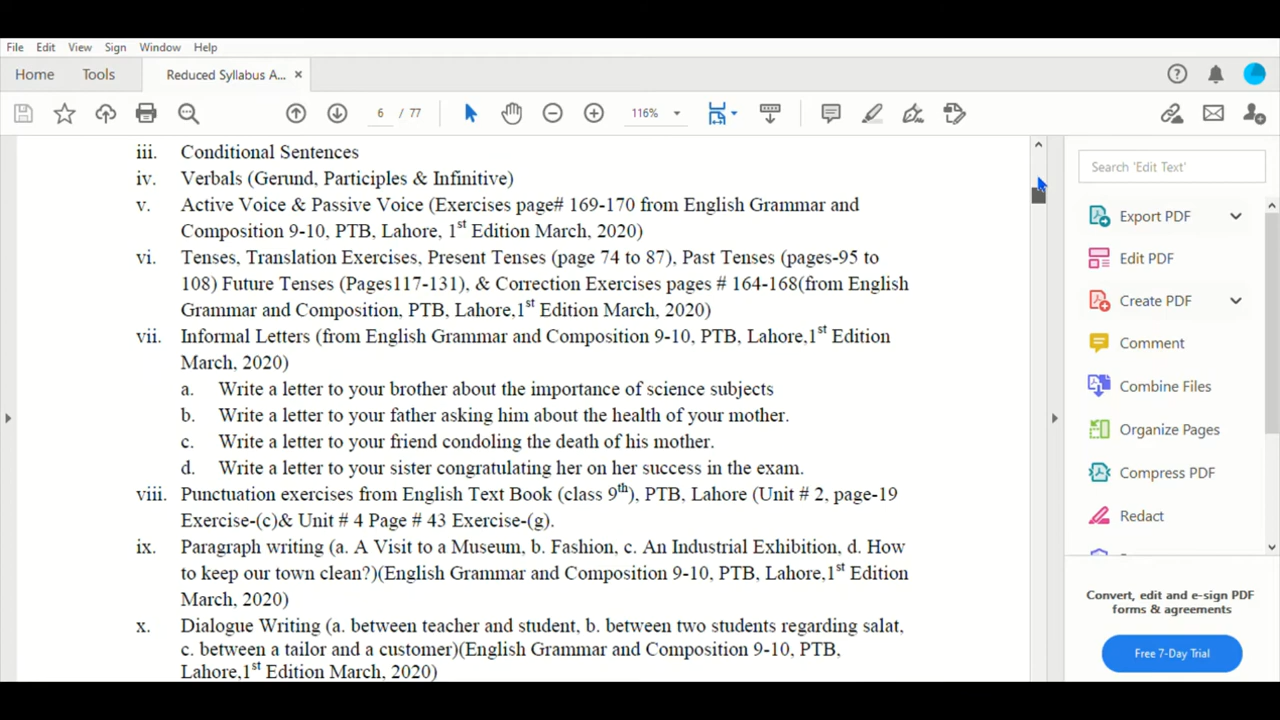 File Edit View Sign Window Help
Home Tools Reduced Syllabus A... ×
6 / 77 116%
iii. Conditional Sentences
iv. Verbals (Gerund, Participles & Infinitive)
v. Active Voice & Passive Voice (Exercises page# 169-170 from English Grammar and
Composition 9-10, PTB, Lahore, 1st Edition March, 2020)
vi. Tenses, Translation Exercises, Present Tenses (page 74 to 87), Past Tenses (pages-95 to
108) Future Tenses (Pages117-131), & Correction Exercises pages # 164-168(from English
Grammar and Composition, PTB, Lahore,1st Edition March, 2020)
vii. Informal Letters (from English Grammar and Composition 9-10, PTB, Lahore,1st Edition
March, 2020)
a. Write a letter to your brother about the importance of science subjects
b. Write a letter to your father asking him about the health of your mother.
c. Write a letter to your friend condoling the death of his mother.
d. Write a letter to your sister congratulating her on her success in the exam.
viii. Punctuation exercises from English Text Book (class 9th), PTB, Lahore (Unit # 2, page-19
Exercise-(c)& Unit # 4 Page # 43 Exercise-(g).
ix. Paragraph writing (a. A Visit to a Museum, b. Fashion, c. An Industrial Exhibition, d. How
to keep our town clean?)(English Grammar and Composition 9-10, PTB, Lahore,1st Edition
March, 2020)
x. Dialogue Writing (a. between teacher and student, b. between two students regarding salat,
c. between a tailor and a customer)(English Grammar and Composition 9-10, PTB,
Lahore,1st Edition March, 2020)
Search 'Edit Text'
Export PDF
Edit PDF
Create PDF
Comment
Combine Files
Organize Pages
Compress PDF
Redact
Convert, edit and e-sign PDF
forms & agreements
Free 7-Day Trial